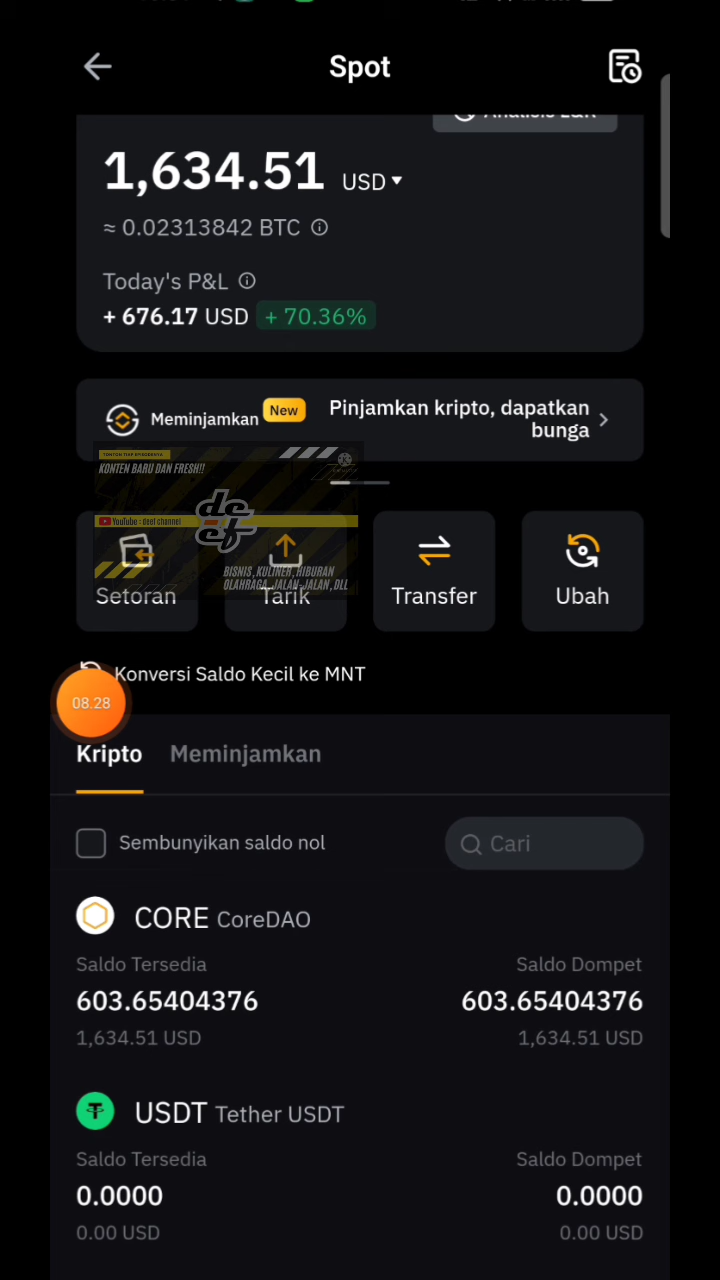 Spot
1,634.51 USD
≈ 0.02313842 BTC
Today's P&L
+ 676.17 USD + 70.36%
Meminjamkan New
Pinjamkan kripto, dapatkan
bunga
KONTEN BARU DAN FRESH!!
YouTube : deef channel
deef
BISNIS, KULINER, HIBURAN
OLAHRAGA, JALAN-JALAN, DLL
Setoran Tarik Transfer Ubah
Konversi Saldo Kecil ke MNT
08.28
Kripto Meminjamkan
Sembunyikan saldo nol Cari
CORE CoreDAO
Saldo Tersedia Saldo Dompet
603.65404376 603.65404376
1,634.51 USD 1,634.51 USD
USDT Tether USDT
Saldo Tersedia Saldo Dompet
0.0000 0.0000
0.00 USD 0.00 USD